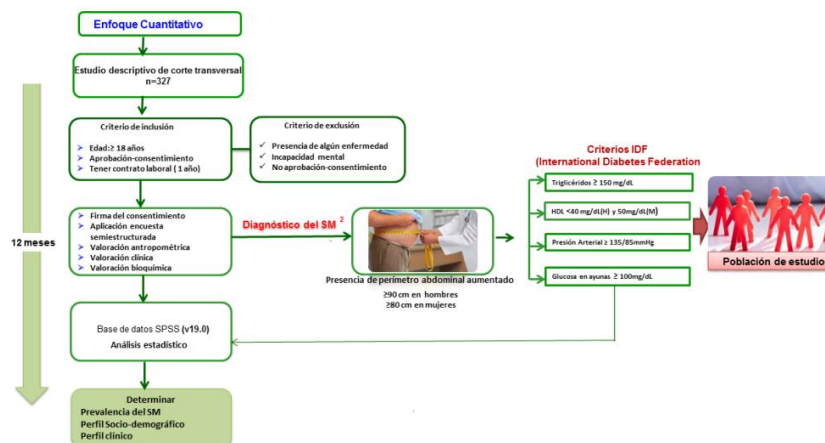 Enfoque Cuantitativo
Estudio descriptivo de corte transversal
n=327
Criterio de inclusión
Edad:≥ 18 años
Aprobación-consentimiento
Tener contrato laboral ( 1 año)
Criterio de exclusión
Presencia de algún enfermedad
Incapacidad mental
No aprobación-consentimiento
12 meses
Firma del consentimiento
Aplicación encuesta
semiestructurada
Valoración antropométrica
Valoración clínica
Valoración bioquímica
Diagnóstico del SM 2
Presencia de perímetro abdominal aumentado
≥90 cm en hombres
≥80 cm en mujeres
Criterios IDF
(International Diabetes Federation
Triglicéridos ≥ 150 mg/dL
HDL <40 mg/dL(H) y 50mg/dL(M)
Presión Arterial ≥ 135/85mmHg
Glucosa en ayunas ≥ 100mg/dL
Población de estudio
Base de datos SPSS (v19.0)
Análisis estadístico
Determinar
Prevalencia del SM
Perfil Socio-demográfico
Perfil clínico